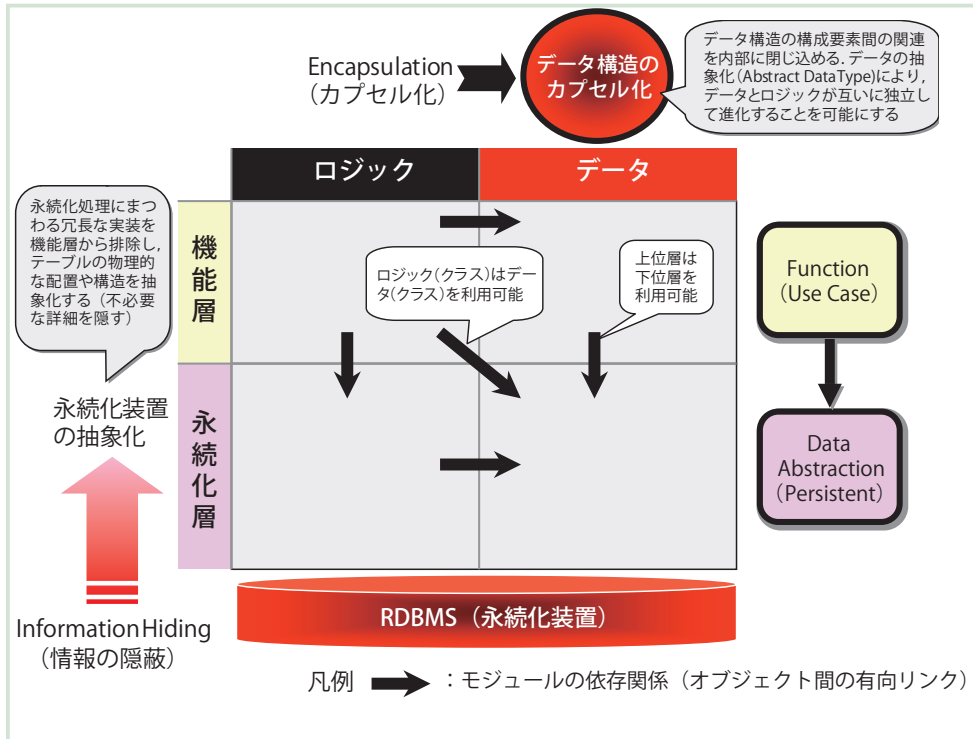 Encapsulation
（カプセル化）
データ構造の
カプセル化
データ構造の構成要素間の関連
を内部に閉じ込める．データの抽
象化（Abstract DataType）により，
データとロジックが互いに独立し
て進化することを可能にする
ロジック
データ
永続化処理にまつ
わる冗長な実装を
機能層から排除し，
テーブルの物理的
な配置や構造を抽
象化する（不必要
な詳細を隠す）
機能層
ロジック（クラス）はデー
タ（クラス）を利用可能
上位層は
下位層を
利用可能
Function
（Use Case）
永続化装置
の抽象化
永続化層
Data
Abstraction
（Persistent）
Information Hiding
（情報の隠蔽）
RDBMS（永続化装置）
凡例 ：モジュールの依存関係（オブジェクト間の有向リンク）